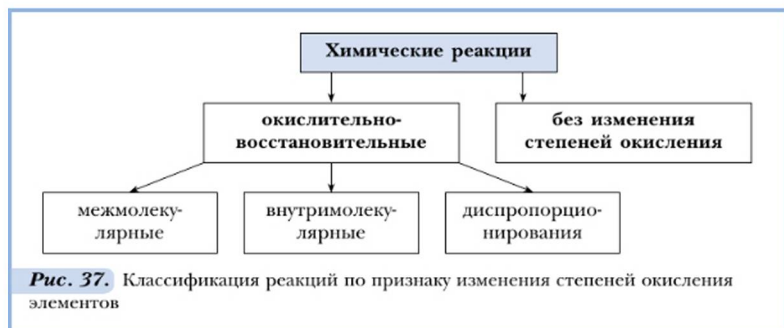 Химические реакции
окислительно-
восстановительные
без изменения
степеней окисления
межмолеку-
лярные
внутримолеку-
лярные
диспропорцио-
нирования
Рис. 37. Классификация реакций по признаку изменения степеней окисления
элементов